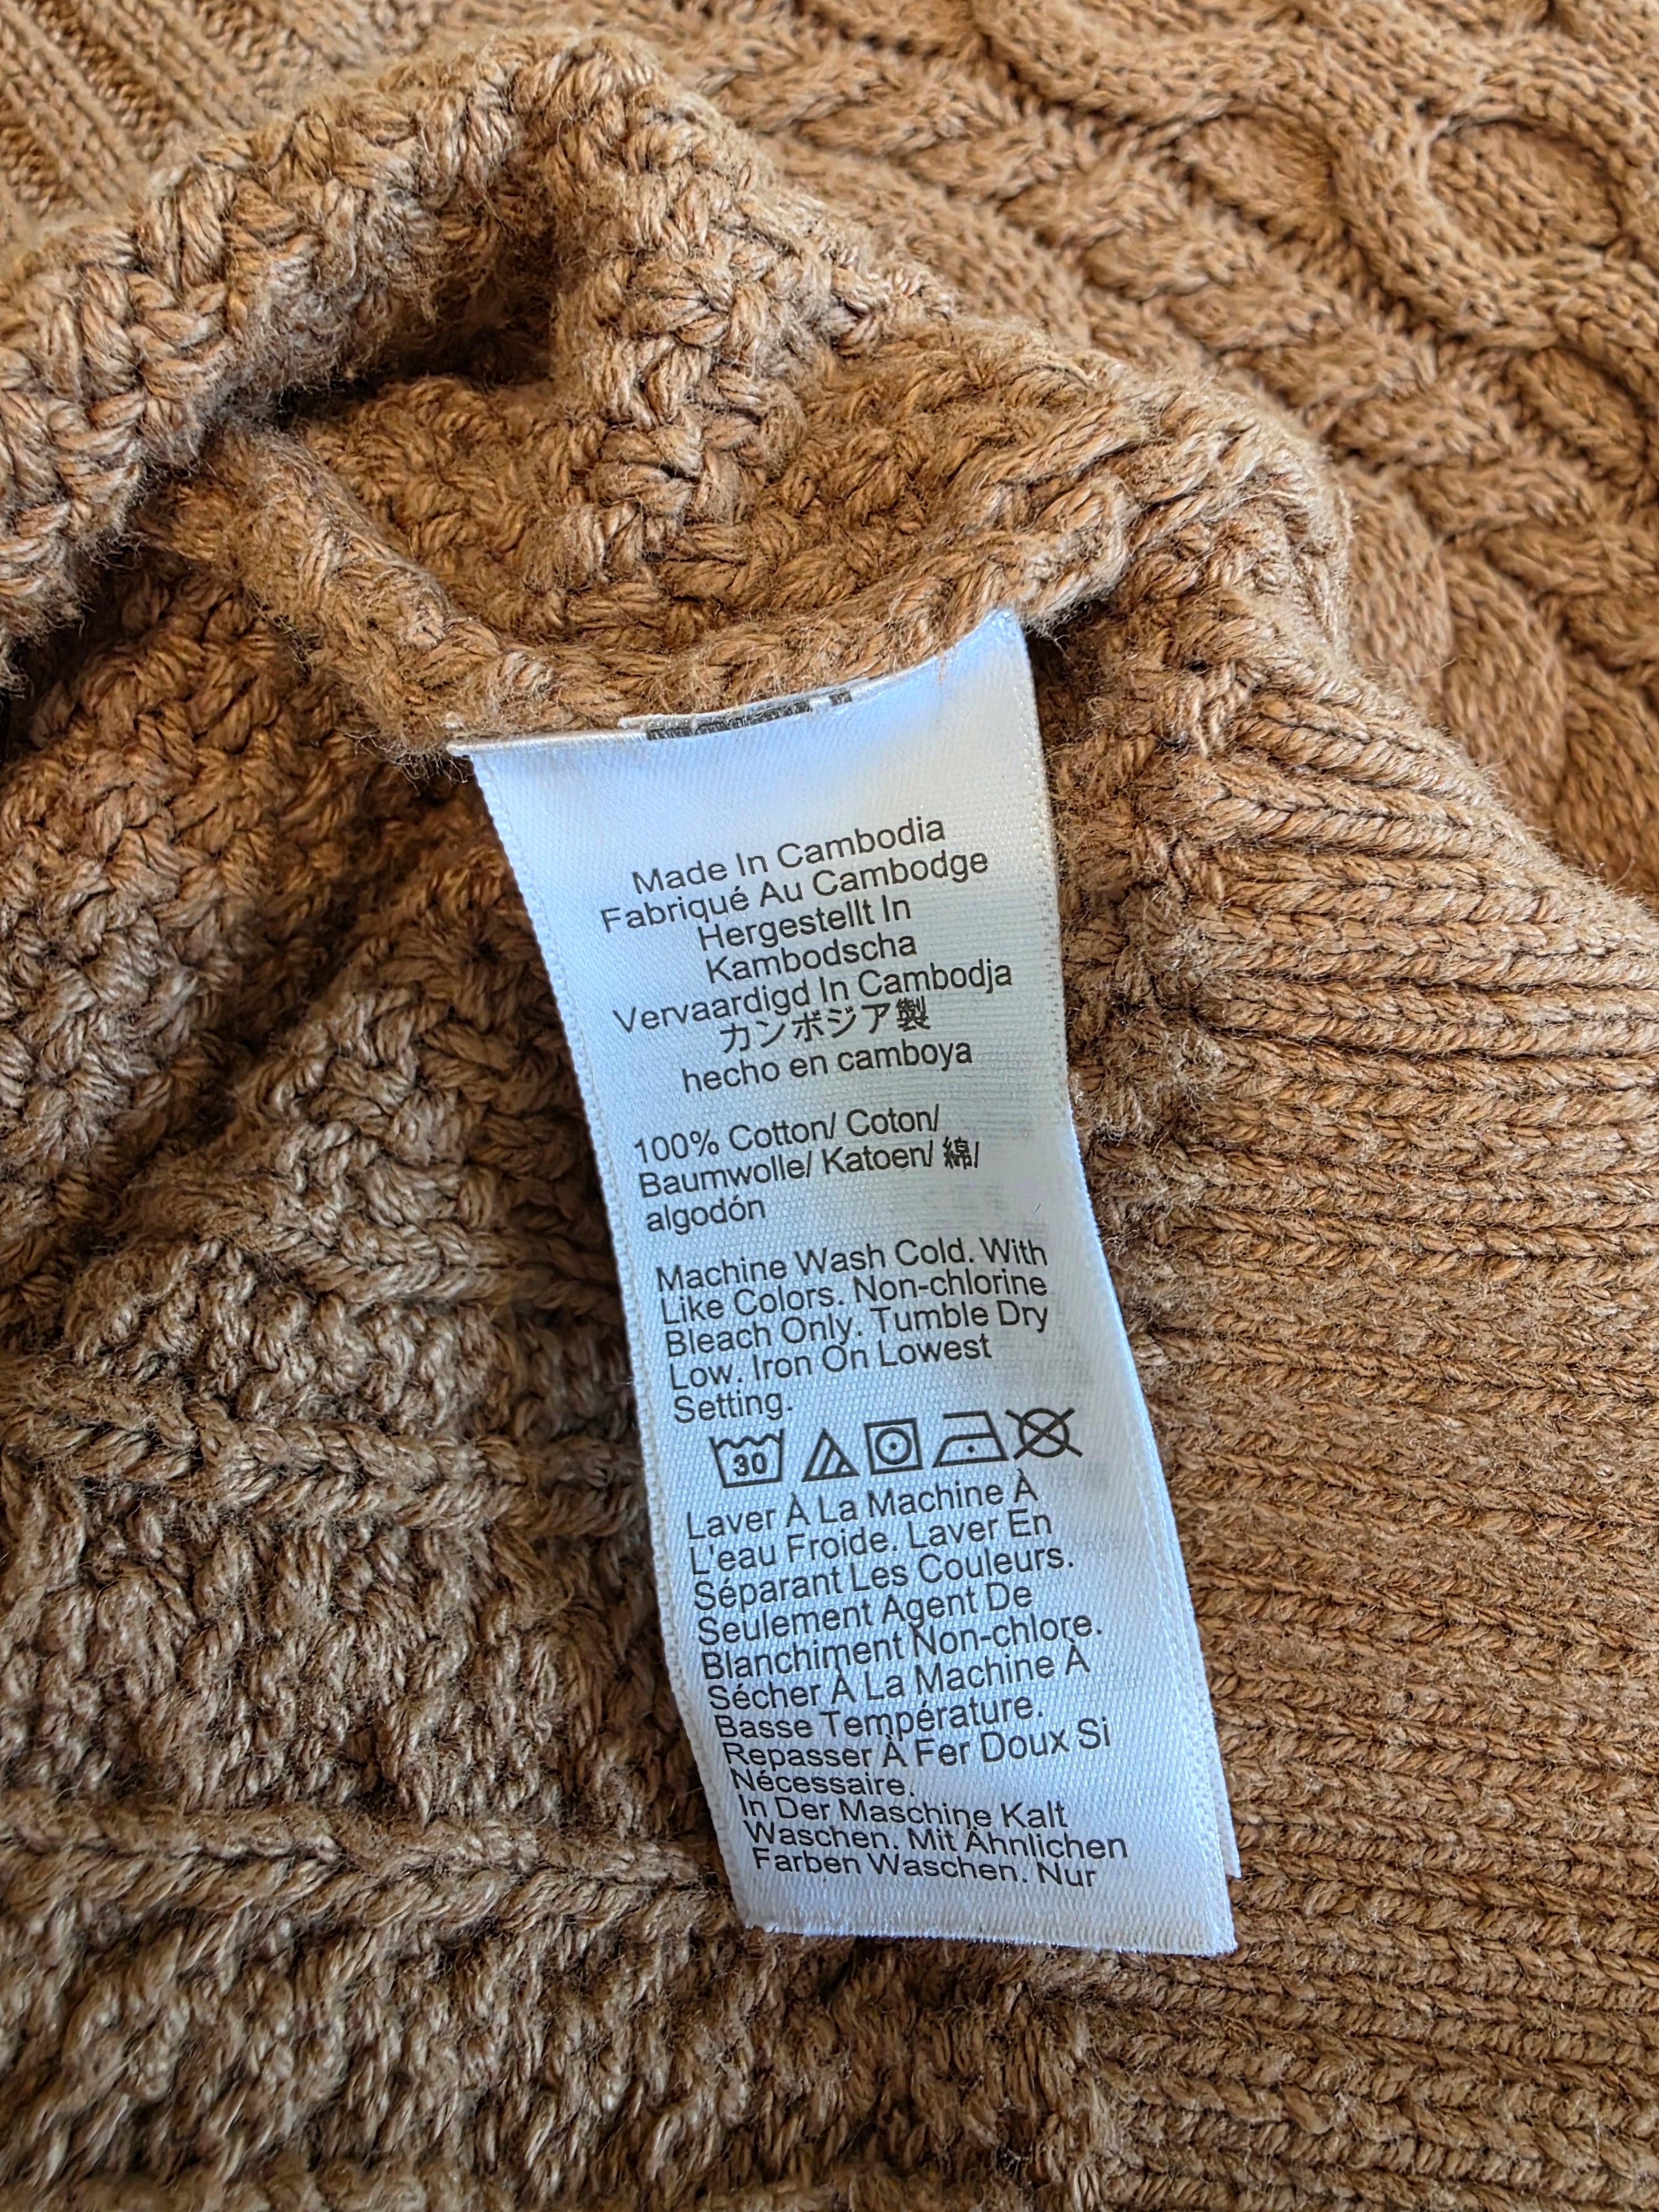 Made In Cambodia
Fabriqué Au Cambodge
Hergestellt In
Kambodscha
Vervaardigd In Cambodja
カンボジア製
hecho en camboya
100% Cotton/ Coton/
Baumwolle/ Katoen/ 綿/
algodón
Machine Wash Cold. With
Like Colors. Non-chlorine
Bleach Only. Tumble Dry
Low. Iron On Lowest
Setting.
30
Laver À La Machine À
L'eau Froide. Laver En
Séparant Les Couleurs.
Seulement Agent De
Blanchiment Non-chlore.
Sécher À La Machine À
Basse Température.
Repasser À Fer Doux Si
Nécessaire.
In Der Maschine Kalt
Waschen. Mit Ähnlichen
Farben Waschen. Nur